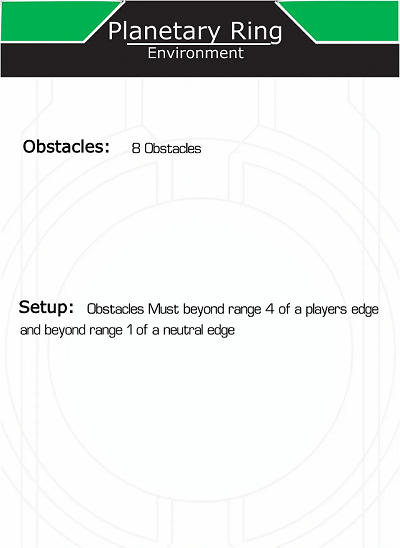 Planetary Ring
Environment
Obstacles: 8 Obstacles
Setup: Obstacles Must beyond range 4 of a players edge
and beyond range 1 of a neutral edge